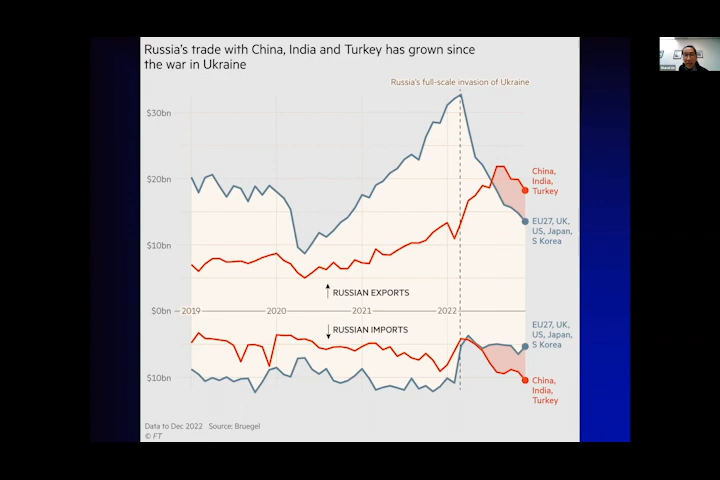 Russia's trade with China, India and Turkey has grown since
the war in Ukraine
Russia's full-scale invasion of Ukraine
$30bn
$20bn
China,
India,
Turkey
EU27, UK,
US, Japan,
S Korea
$10bn
RUSSIAN EXPORTS
$0bn
2019
2020
2021
2022
RUSSIAN IMPORTS
EU27, UK,
US, Japan,
S Korea
$10bn
China,
India,
Turkey
Data to Dec 2022 Source: Bruegel
© FT